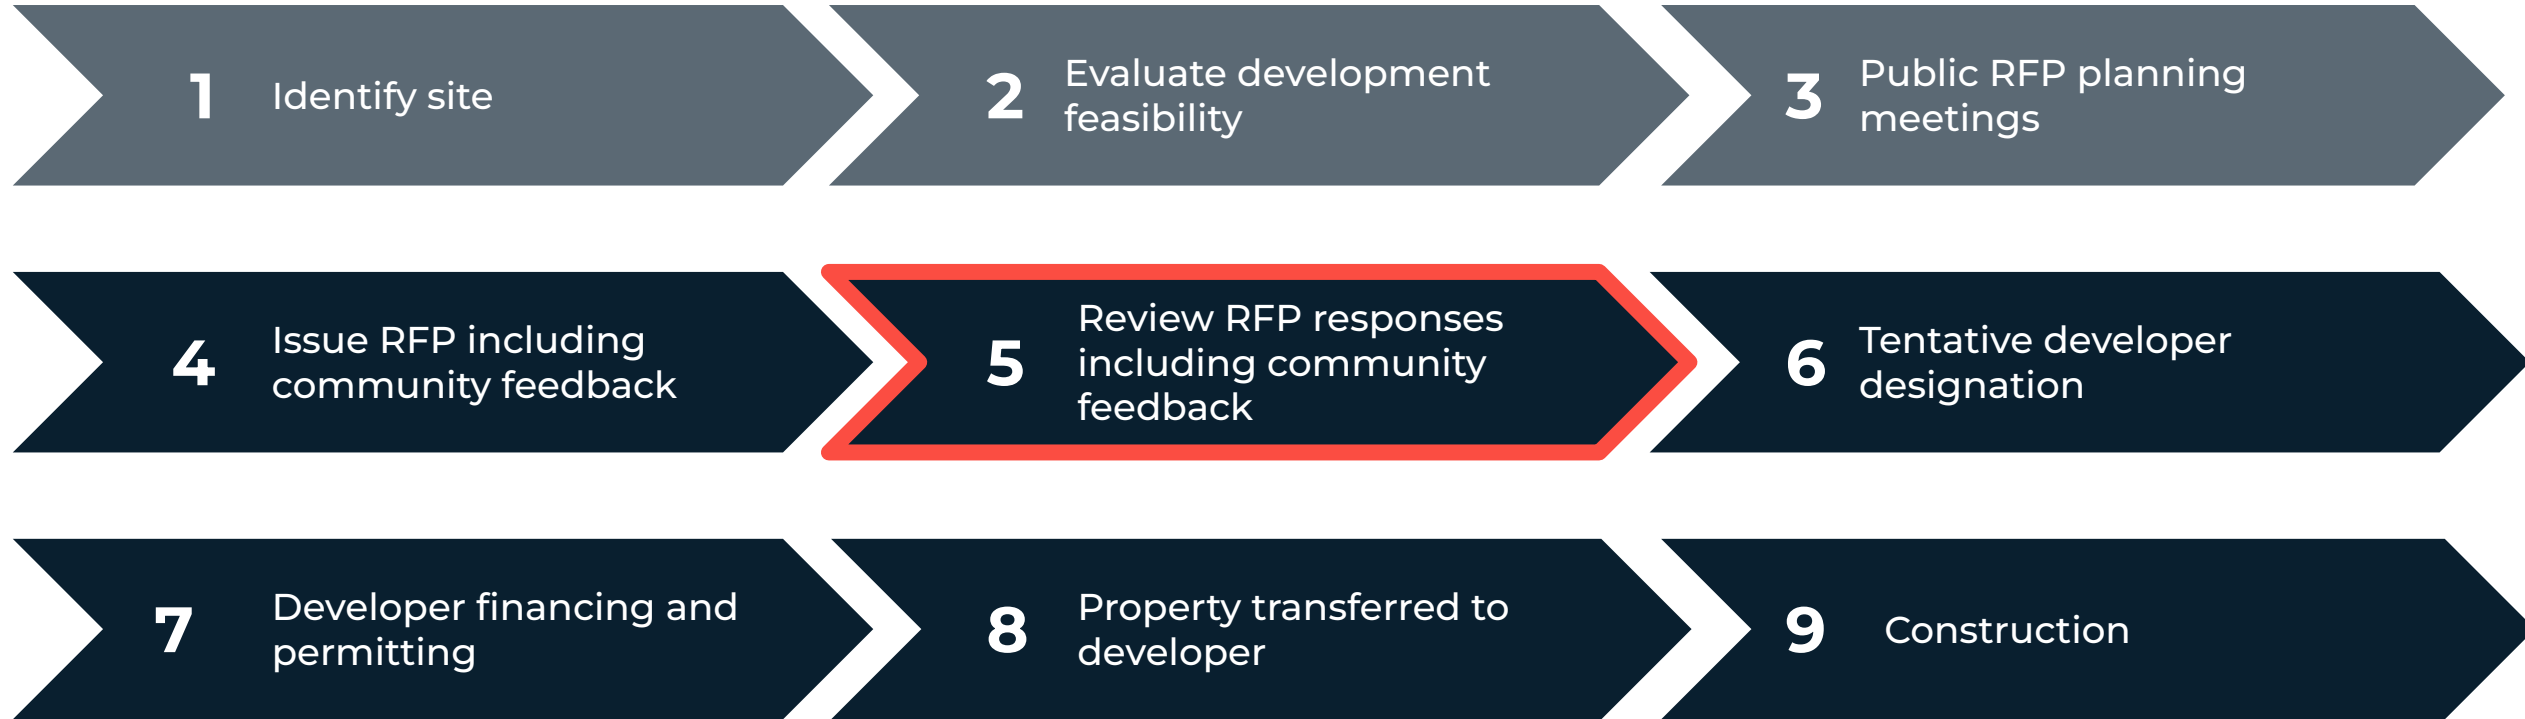 1 Identify site
2 Evaluate development
feasibility
3 Public RFP planning
meetings
4 Issue RFP including
community feedback
5 Review RFP responses
including community
feedback
6 Tentative developer
designation
7 Developer financing and
permitting
8 Property transferred to
developer
9 Construction